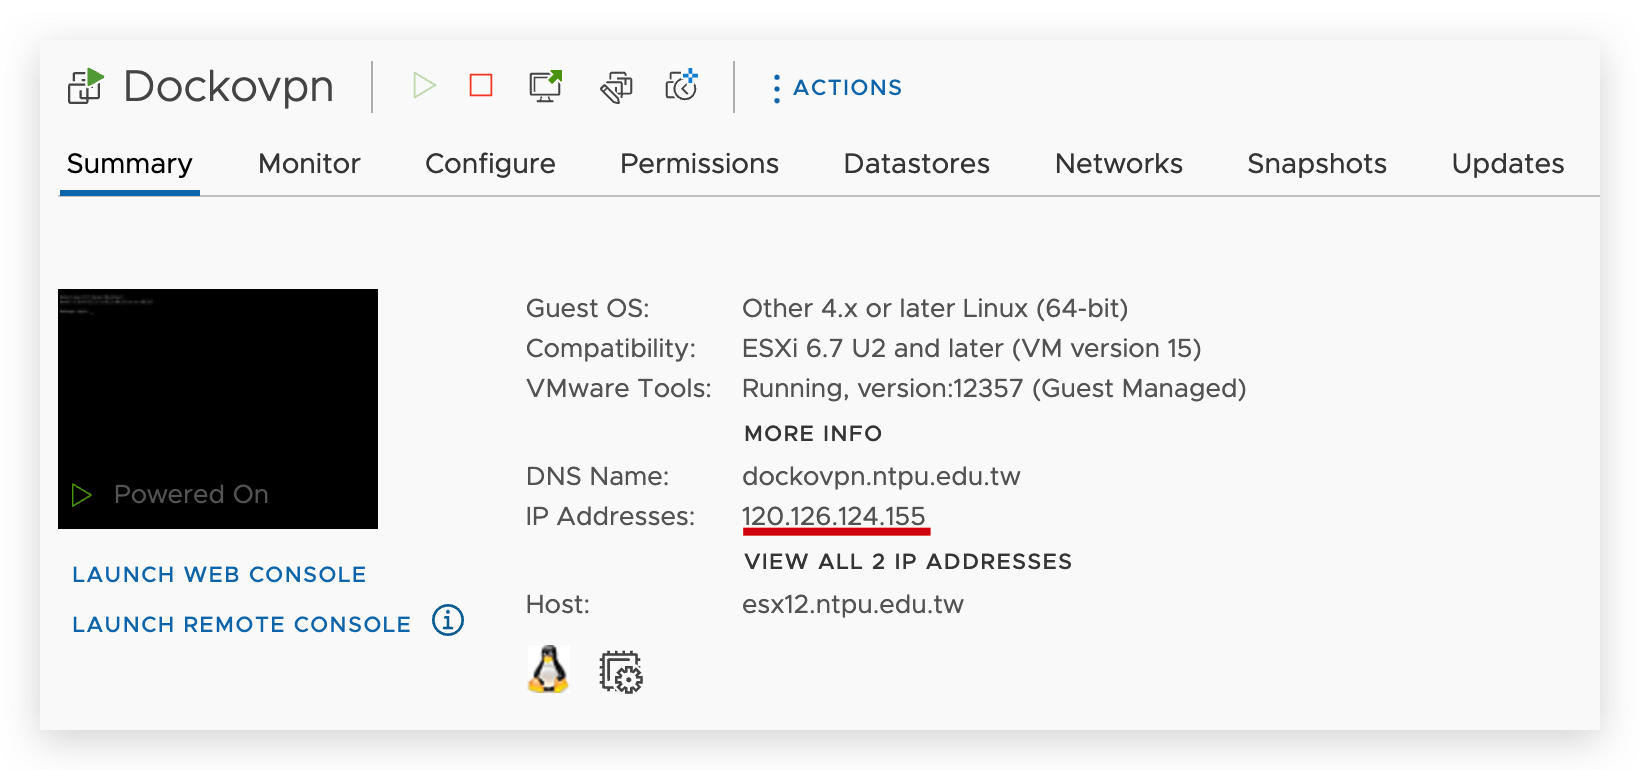 Dockovpn
ACTIONS
Summary Monitor Configure Permissions Datastores Networks Snapshots Updates
Powered On
LAUNCH WEB CONSOLE
LAUNCH REMOTE CONSOLE
Guest OS: Other 4.x or later Linux (64-bit)
Compatibility: ESXi 6.7 U2 and later (VM version 15)
VMware Tools: Running, version:12357 (Guest Managed)
MORE INFO
DNS Name: dockovpn.ntpu.edu.tw
IP Addresses: 120.126.124.155
VIEW ALL 2 IP ADDRESSES
Host: esx12.ntpu.edu.tw